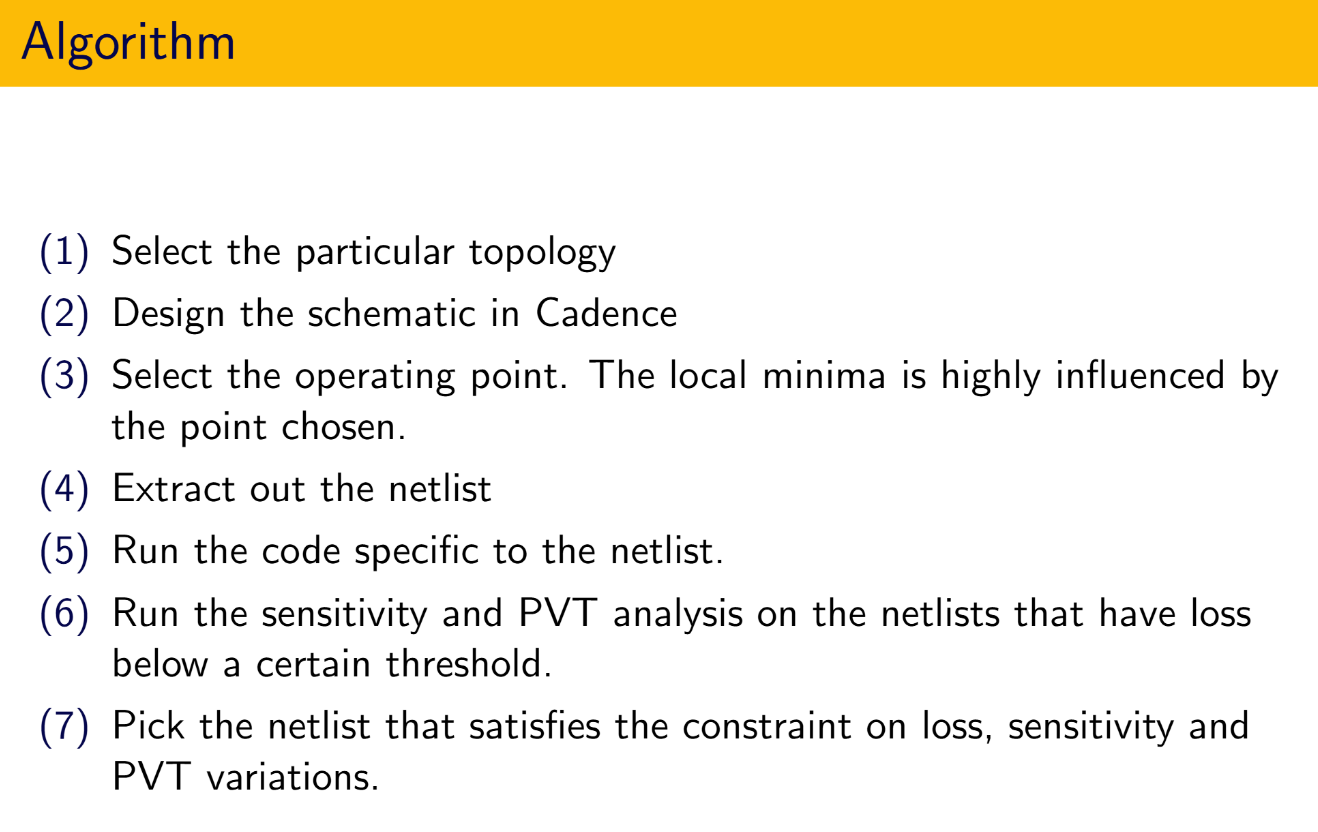 Algorithm
(1) Select the particular topology
(2) Design the schematic in Cadence
(3) Select the operating point. The local minima is highly influenced by
the point chosen.
(4) Extract out the netlist
(5) Run the code specific to the netlist.
(6) Run the sensitivity and PVT analysis on the netlists that have loss
below a certain threshold.
(7) Pick the netlist that satisfies the constraint on loss, sensitivity and
PVT variations.